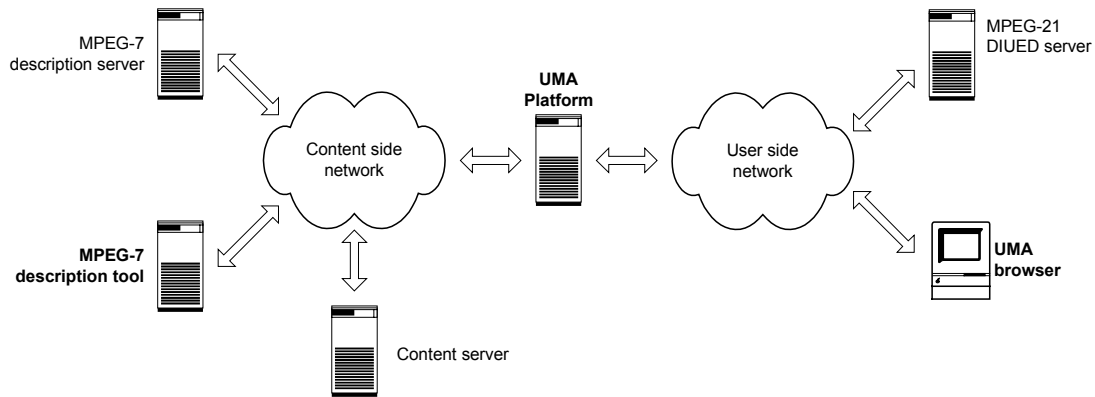 MPEG-7
description server
MPEG-21
DIUED server
UMA
Platform
Content side
network
User side
network
MPEG-7
description tool
UMA
browser
Content server